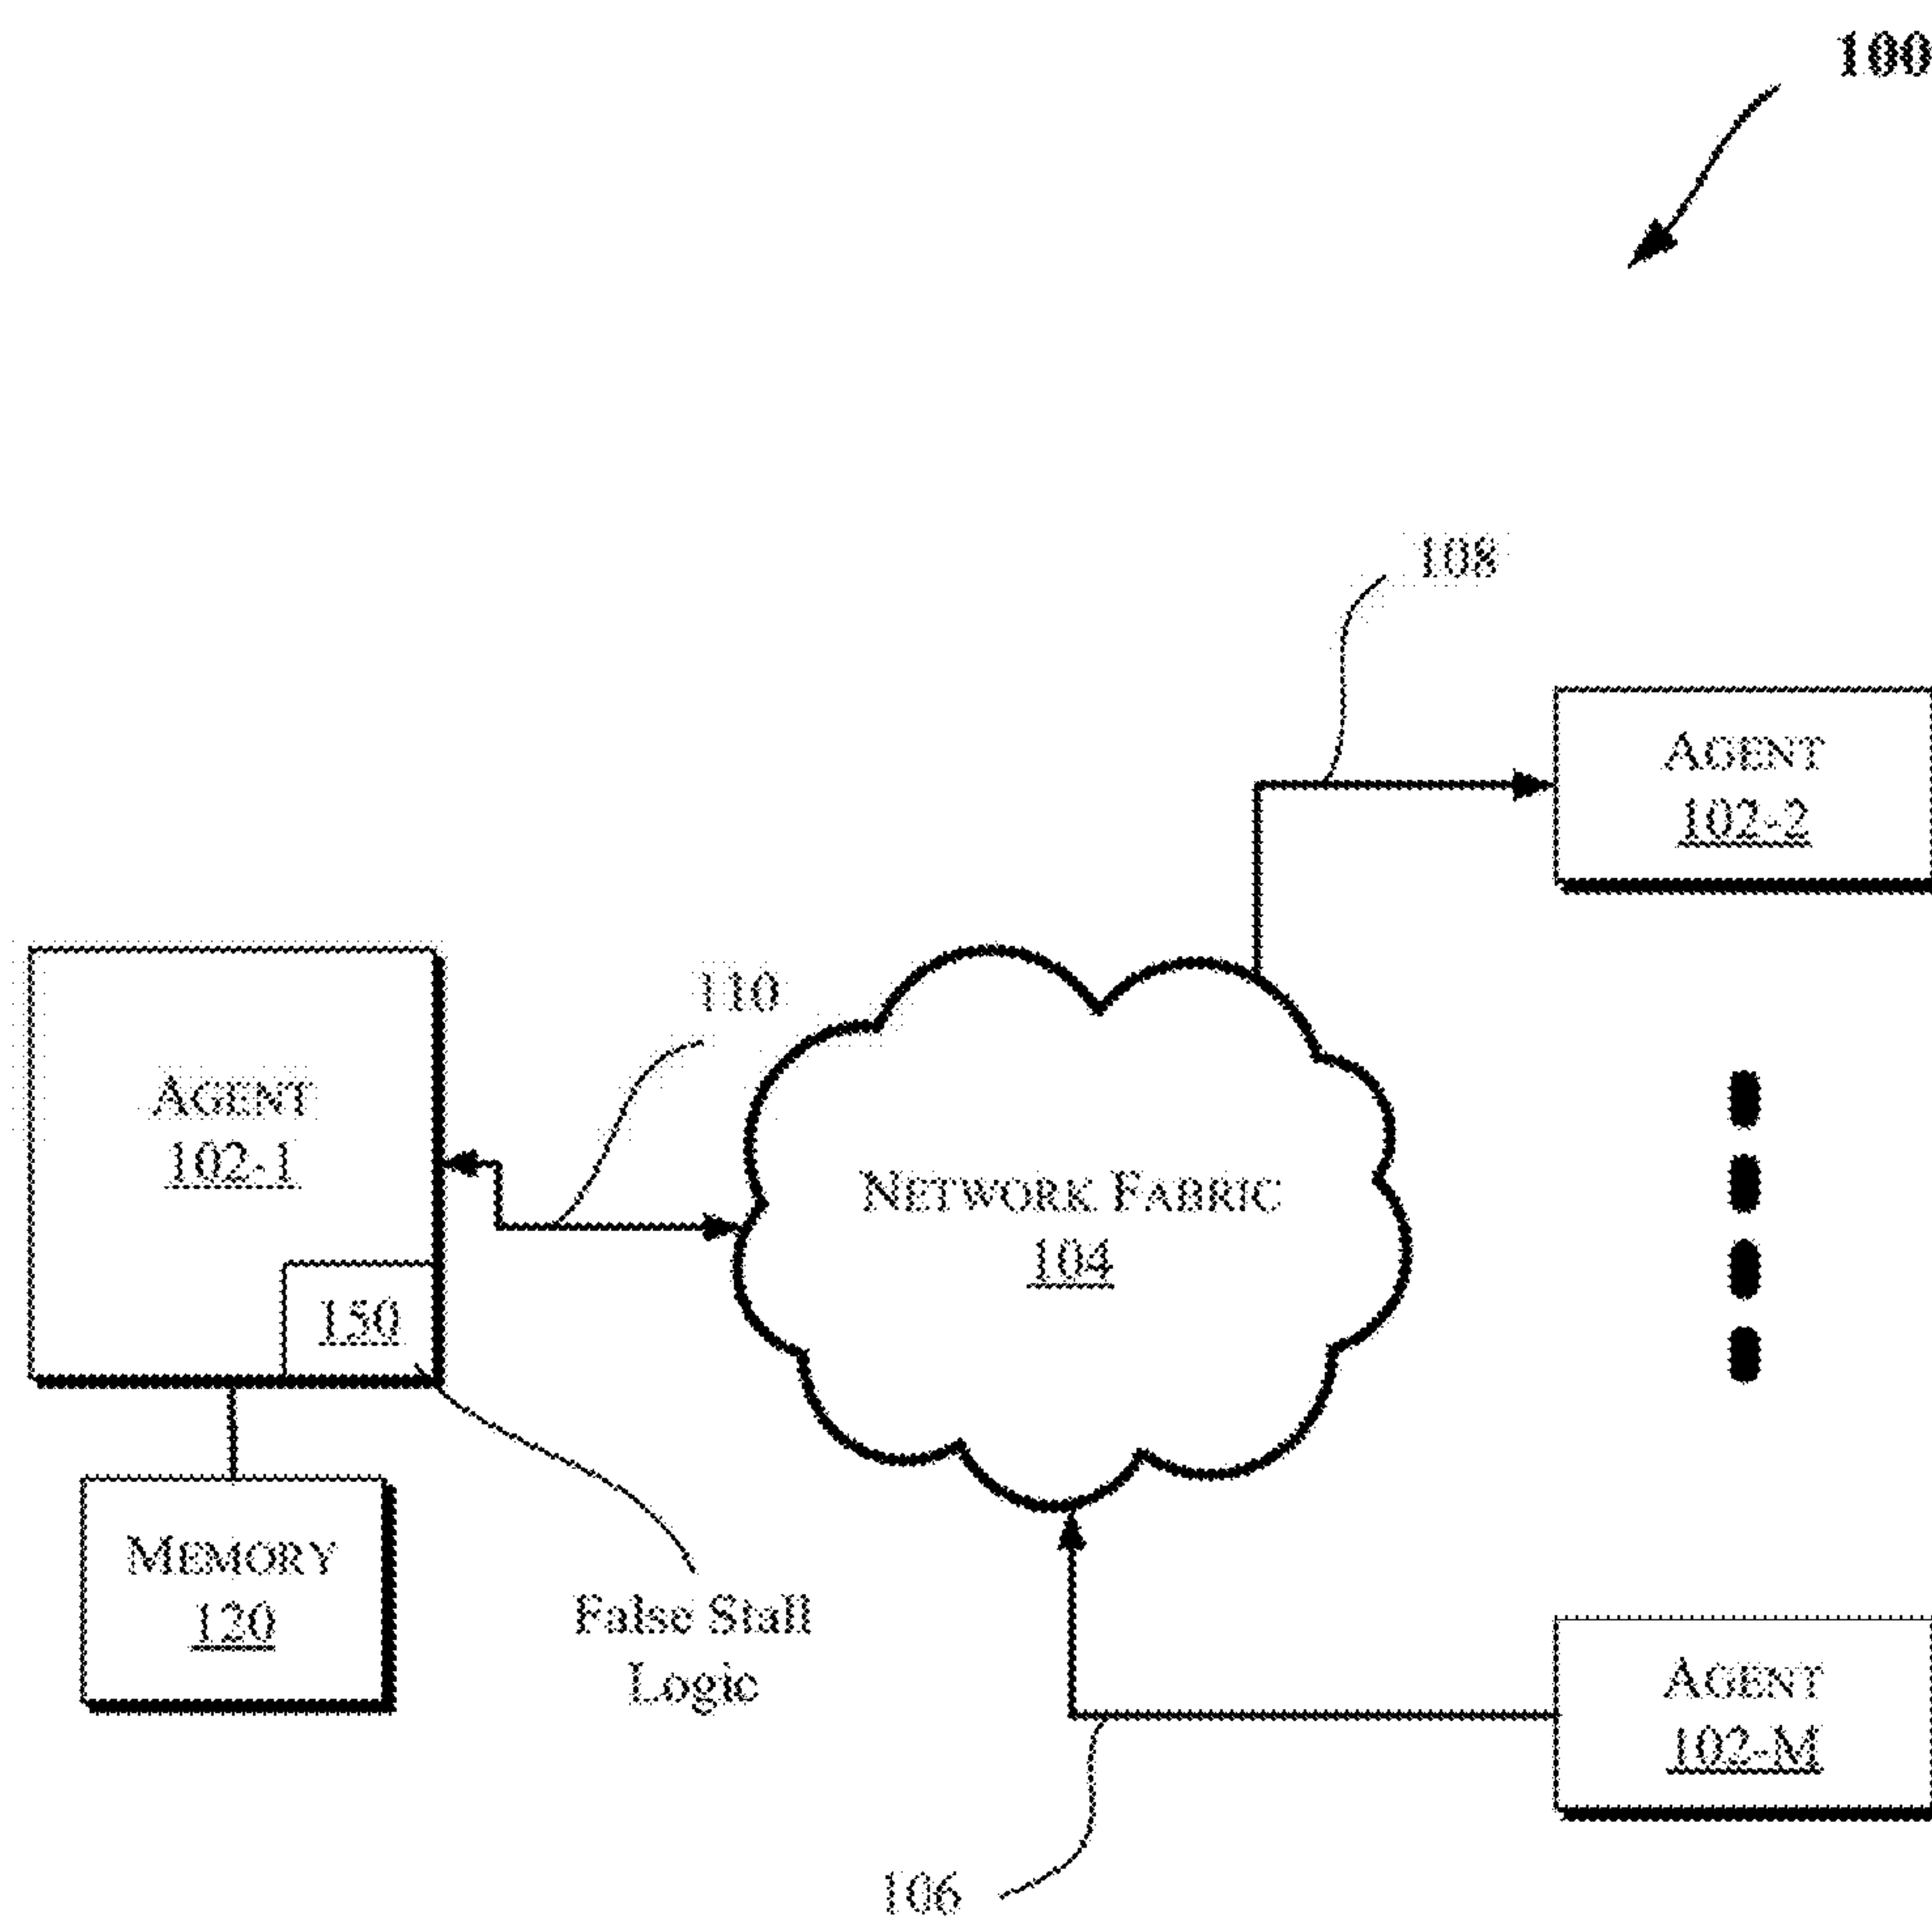 100
108
AGENT
102-2
110
AGENT
102-1
NETWORK FABRIC
104
150
MEMORY
120
False Stall
Logic
AGENT
102-M
106